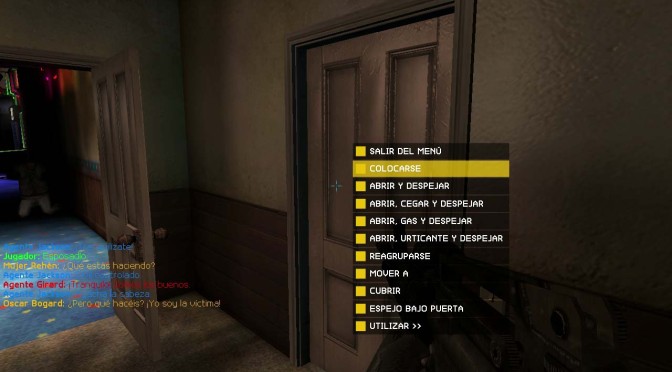 SALIR DEL MENÚ
COLOCARSE
ABRIR Y DESPEJAR
ABRIR, CEGAR Y DESPEJAR
ABRIR, GAS Y DESPEJAR
ABRIR, URTICANTE Y DESPEJAR
REAGRUPARSE
MOVER A
CUBRIR
ESPEJO BAJO PUERTA
UTILIZAR >>
Jugador: Esposadlo
Mujer Rehén: ¿Qué estás haciendo?
Agente Girard: ¡Tranquilo! Somos los buenos.
Oscar Bogard: ¿Pero qué hacéis? ¡Yo soy la víctima!